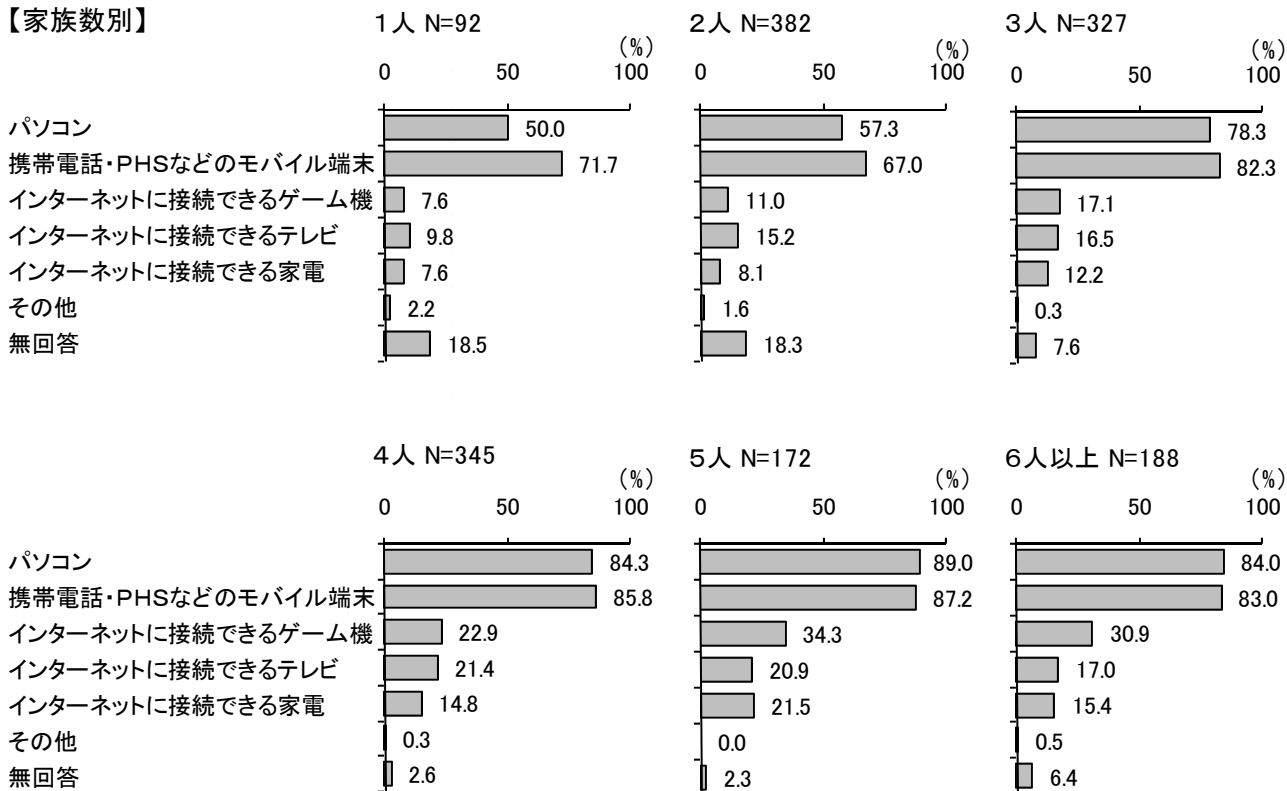 【家族数別】
1人 N=92
2人 N=382
3人 N=327
(%)
(%)
(%)
0 50 100
0 50 100
0 50 100
パソコン 50.0 57.3 78.3
携帯電話・PHSなどのモバイル端末 71.7 67.0 82.3
インターネットに接続できるゲーム機 7.6 11.0 17.1
インターネットに接続できるテレビ 9.8 15.2 16.5
インターネットに接続できる家電 7.6 8.1 12.2
その他 2.2 1.6 0.3
無回答 18.5 18.3 7.6
4人 N=345
5人 N=172
6人以上 N=188
(%)
(%)
(%)
0 50 100
0 50 100
0 50 100
パソコン 84.3 89.0 84.0
携帯電話・PHSなどのモバイル端末 85.8 87.2 83.0
インターネットに接続できるゲーム機 22.9 34.3 30.9
インターネットに接続できるテレビ 21.4 20.9 17.0
インターネットに接続できる家電 14.8 21.5 15.4
その他 0.3 0.0 0.5
無回答 2.6 2.3 6.4